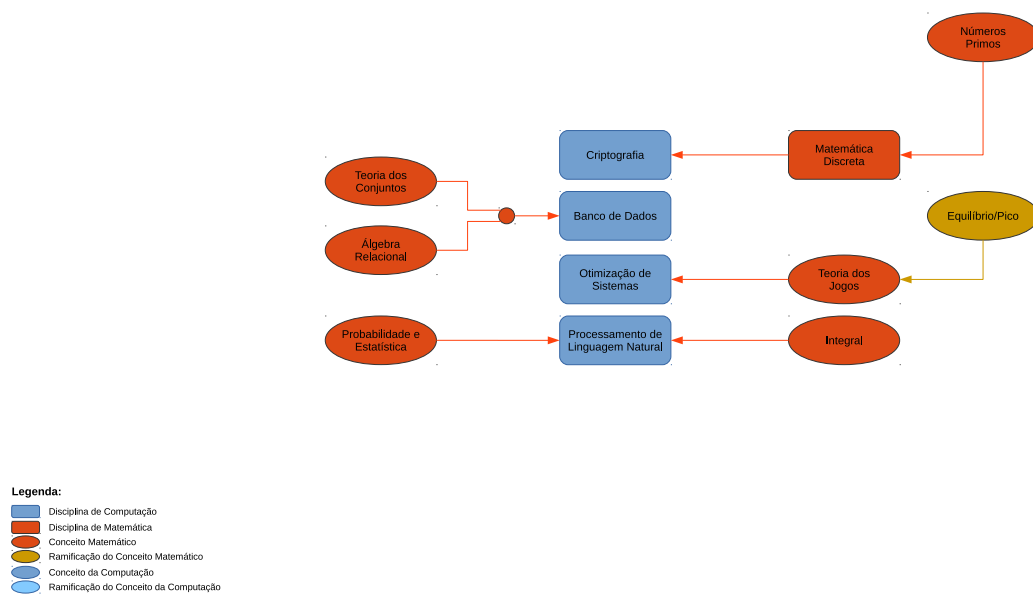 Números
Primos
Criptografia
Matemática
Discreta
Teoria dos
Conjuntos
Banco de Dados
Equilíbrio/Pico
Álgebra
Relacional
Otimização de
Sistemas
Teoria dos
Jogos
Probabilidade e
Estatística
Processamento de
Linguagem Natural
Integral
Legenda:
Disciplina de Computação
Disciplina de Matemática
Conceito Matemático
Ramificação do Conceito Matemático
Conceito da Computação
Ramificação do Conceito da Computação